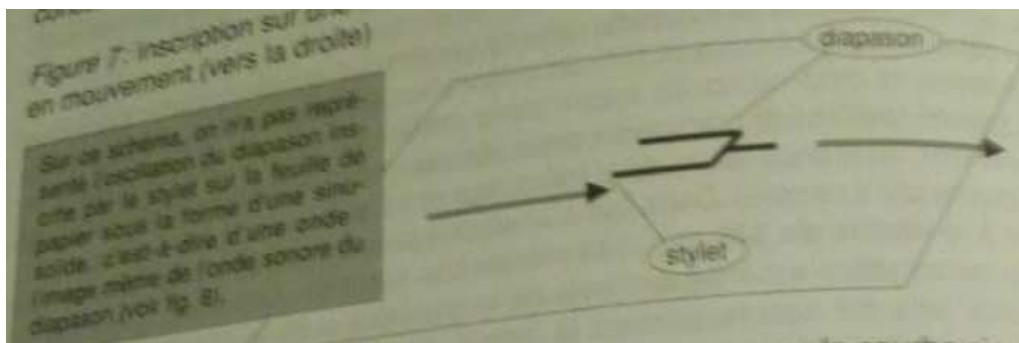 Figure 7: inscription sur une
en mouvement (vers la droite)
Sur ce schéma, on n'a pas repré-
senté l'oscillation du diapason ins-
crite par le stylet sur la feuille de
papier sous la forme d'une sinu-
soïde, c'est-à-dire d'une onde
l'image même de l'onde sonore du
diapason (voir fig. 8).
diapason
stylet